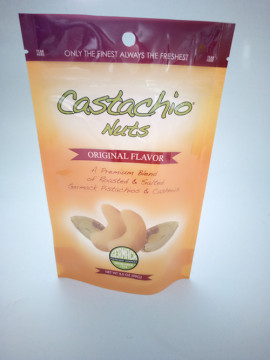 ONLY THE FINEST ALWAYS THE FRESHEST
Castachio
Nuts
ORIGINAL FLAVOR
A Premium Blend
of Roasted & Salted
Pistachios & Cashews